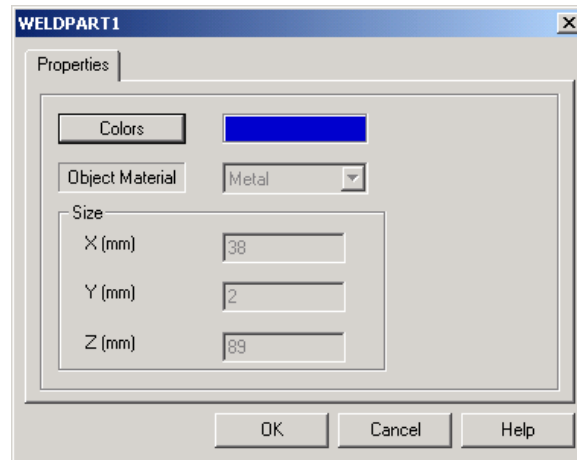 WELDPART1
Properties
Colors
Object Material Metal
Size
X (mm) 38
Y (mm) 2
Z (mm) 89
OK Cancel Help